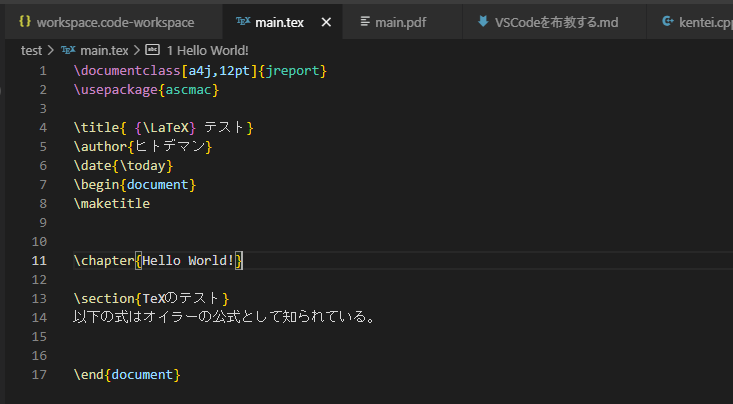 workspace.code-workspace main.tex main.pdf VSCodeを布教する.md kentei.cpp
test > main.tex > 1 Hello World!
1 \documentclass[a4j,12pt]{jreport}
2 \usepackage{ascmac}
3
4 \title{ {\LaTeX} テスト}
5 \author{ヒトデマン}
6 \date{\today}
7 \begin{document}
8 \maketitle
9
10
11 \chapter{Hello World!}
12
13 \section{TeXのテスト}
14 以下の式はオイラーの公式として知られている。
15
16
17 \end{document}